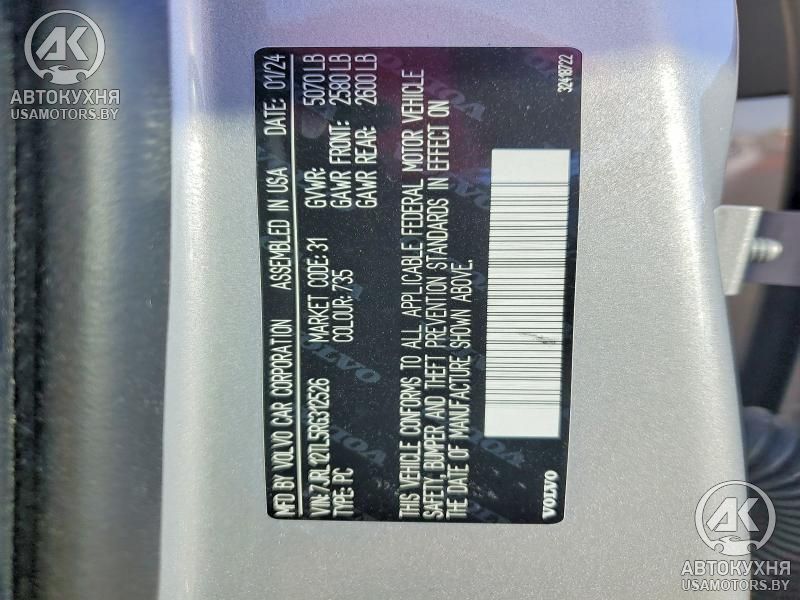 АВТОКУХНЯ
USAMOTORS.BY
MFD BY VOLVO CAR CORPORATION ASSEMBLED IN USA DATE: 01/24
VIN: 7JRL12TL5RG312526 MARKET CODE: 31 GVWR: 5070 LB
TYPE: PC COLOUR: 735 GAWR FRONT: 2580 LB
GAWR REAR: 2600 LB
THIS VEHICLE CONFORMS TO ALL APPLICABLE FEDERAL MOTOR VEHICLE
SAFETY, BUMPER AND THEFT PREVENTION STANDARDS IN EFFECT ON
THE DATE OF MANUFACTURE SHOWN ABOVE.
VOLVO
32418722
АВТОКУХНЯ
USAMOTORS.BY